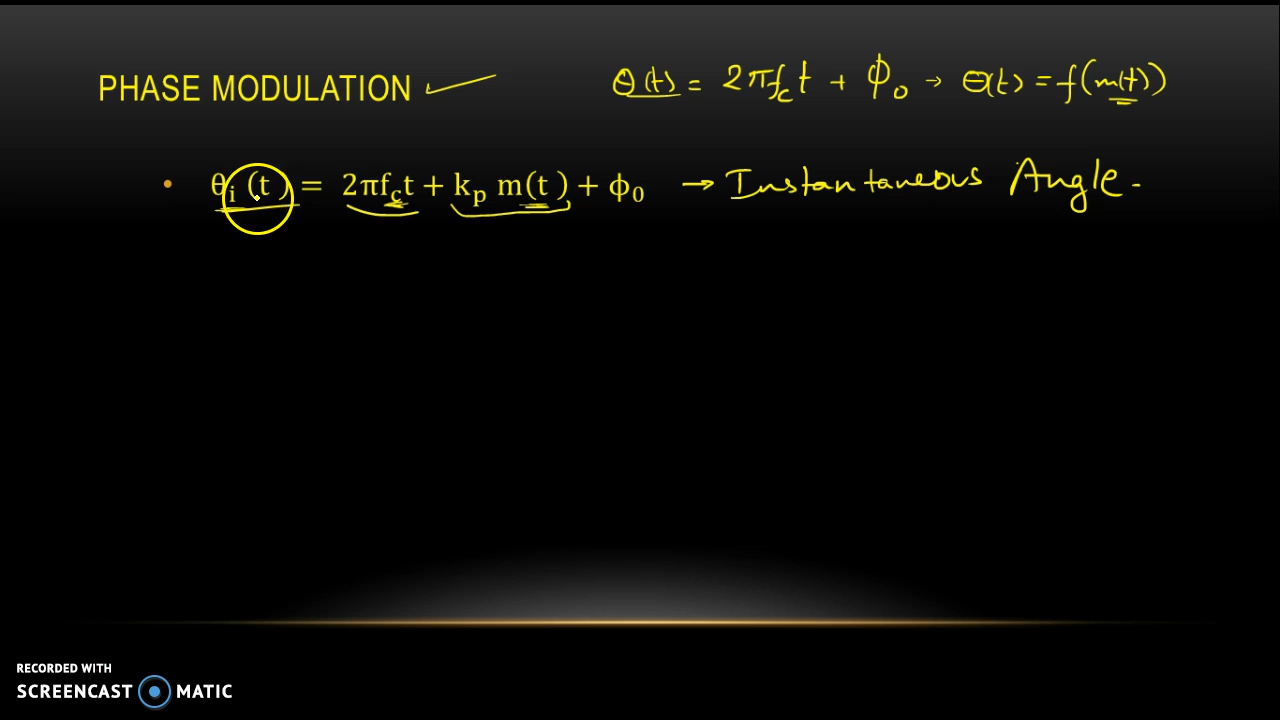 PHASE MODULATION
θ(t) = 2πfct + ϕ0 → θ(t) = f(m(t))
• θi (t ) = 2πfct + kp m(t ) + ϕ0 → Instantaneous Angle -
RECORDED WITH
SCREENCAST MATIC